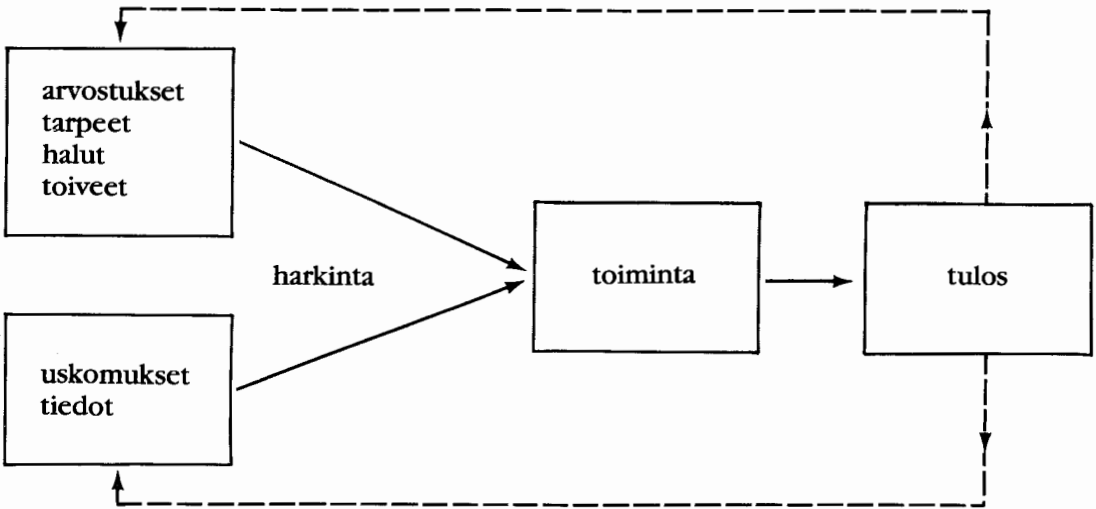 arvostukset
tarpeet
halut
toiveet
harkinta
toiminta
tulos
uskomukset
tiedot